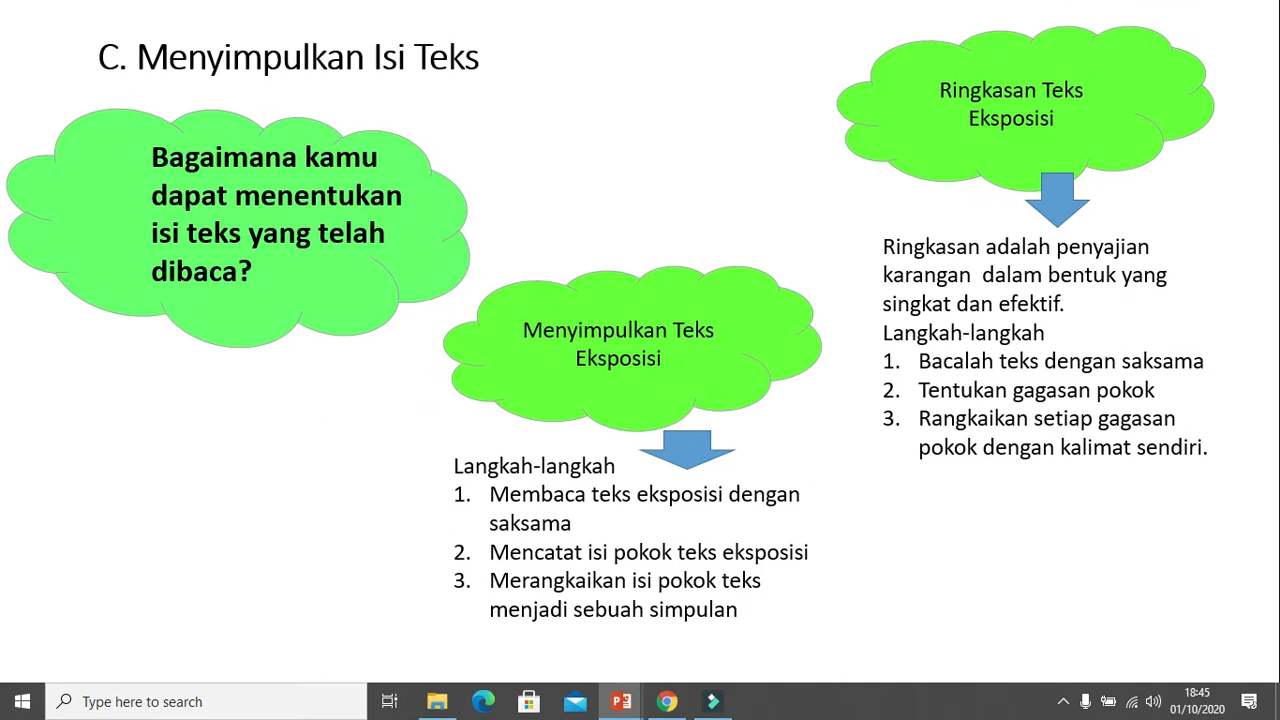 C. Menyimpulkan Isi Teks
Bagaimana kamu
dapat menentukan
isi teks yang telah
dibaca?
Menyimpulkan Teks
Eksposisi
Langkah-langkah
1. Membaca teks eksposisi dengan
saksama
2. Mencatat isi pokok teks eksposisi
3. Merangkaikan isi pokok teks
menjadi sebuah simpulan
Ringkasan Teks
Eksposisi
Ringkasan adalah penyajian
karangan dalam bentuk yang
singkat dan efektif.
Langkah-langkah
1. Bacalah teks dengan saksama
2. Tentukan gagasan pokok
3. Rangkaikan setiap gagasan
pokok dengan kalimat sendiri.
Type here to search
18:45
01/10/2020